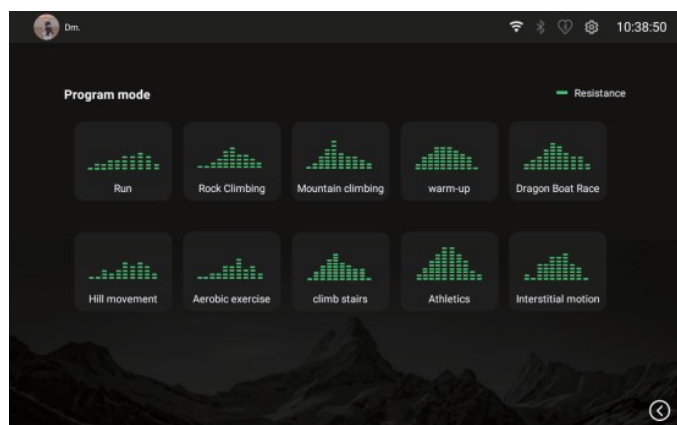 Dm.
10:38:50
Program mode
Resistance
Run
Rock Climbing
Mountain climbing
warm-up
Dragon Boat Race
Hill movement
Aerobic exercise
climb stairs
Athletics
Interstitial motion